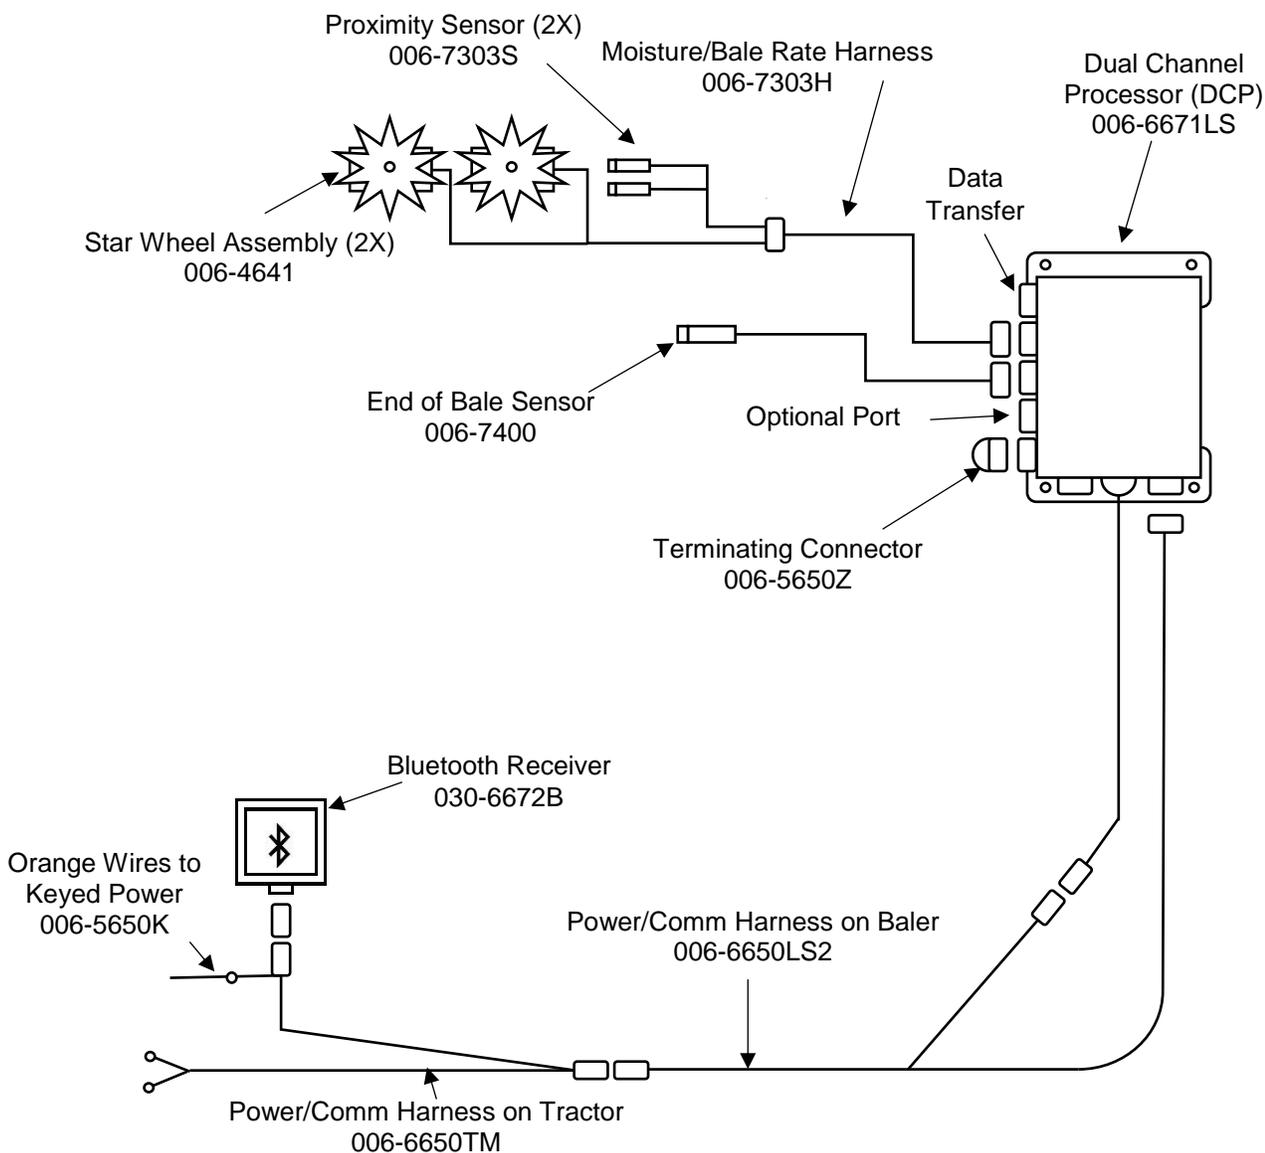 Proximity Sensor (2X)
006-7303S
Moisture/Bale Rate Harness
006-7303H
Dual Channel
Processor (DCP)
006-6671LS
Data
Transfer
Star Wheel Assembly (2X)
006-4641
End of Bale Sensor
006-7400
Optional Port
Terminating Connector
006-5650Z
Bluetooth Receiver
030-6672B
Orange Wires to
Keyed Power
006-5650K
Power/Comm Harness on Baler
006-6650LS2
Power/Comm Harness on Tractor
006-6650TM